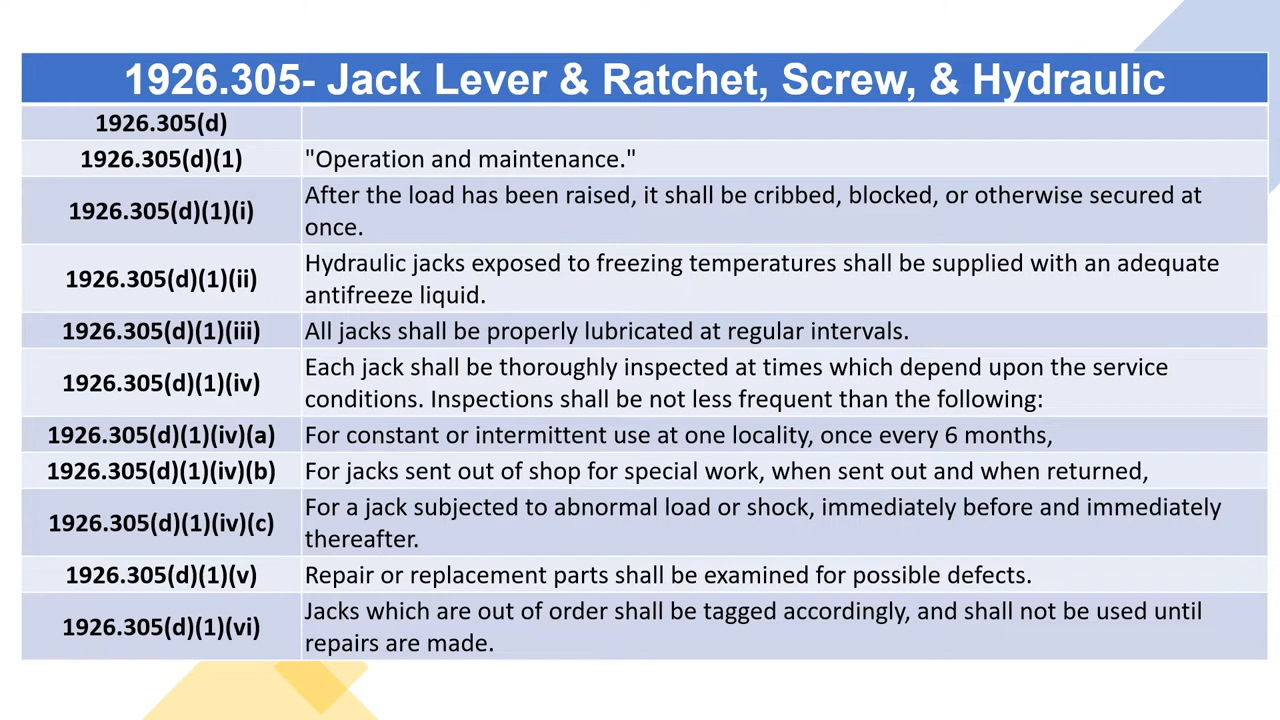 1926.305- Jack Lever & Ratchet, Screw, & Hydraulic
1926.305(d)
1926.305(d)(1)
"Operation and maintenance."
1926.305(d)(1)(i)
After the load has been raised, it shall be cribbed, blocked, or otherwise secured at
once.
1926.305(d)(1)(ii)
Hydraulic jacks exposed to freezing temperatures shall be supplied with an adequate
antifreeze liquid.
1926.305(d)(1)(iii)
All jacks shall be properly lubricated at regular intervals.
1926.305(d)(1)(iv)
Each jack shall be thoroughly inspected at times which depend upon the service
conditions. Inspections shall be not less frequent than the following:
1926.305(d)(1)(iv)(a)
For constant or intermittent use at one locality, once every 6 months,
1926.305(d)(1)(iv)(b)
For jacks sent out of shop for special work, when sent out and when returned,
1926.305(d)(1)(iv)(c)
For a jack subjected to abnormal load or shock, immediately before and immediately
thereafter.
1926.305(d)(1)(v)
Repair or replacement parts shall be examined for possible defects.
1926.305(d)(1)(vi)
Jacks which are out of order shall be tagged accordingly, and shall not be used until
repairs are made.